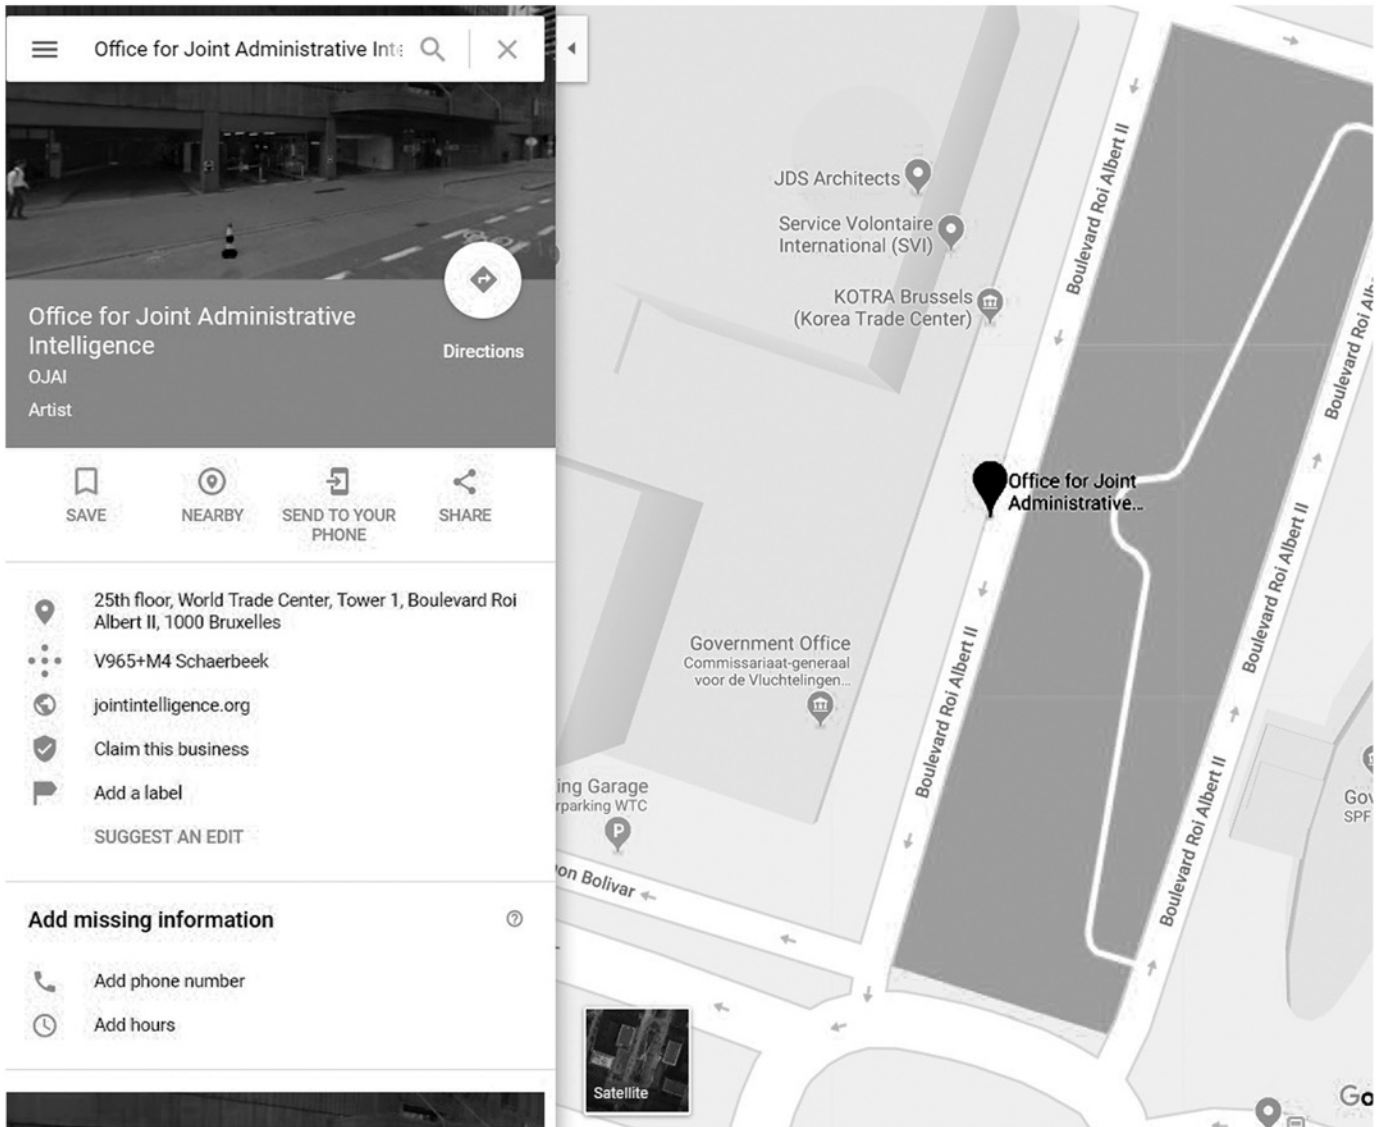 Office for Joint Administrative Int
Office for Joint Administrative
Intelligence
OJAI
Artist
Directions
SAVE
NEARBY
SEND TO YOUR
PHONE
SHARE
25th floor, World Trade Center, Tower 1, Boulevard Roi
Albert II, 1000 Bruxelles
V965+M4 Schaerbeek
jointintelligence.org
Claim this business
Add a label
SUGGEST AN EDIT
Add missing information
Add phone number
Add hours
JDS Architects
Service Volontaire
International (SVI)
KOTRA Brussels
(Korea Trade Center)
Boulevard Roi Albert II
Boulevard Roi Alb
Office for Joint
Administrative...
Boulevard Roi Albert II
Government Office
Commissariaat-generaal
voor de Vluchtelingen...
Boulevard Roi Albert II
ing Garage
rparking WTC
P
Boulevard Roi Albert II
Gov
SPF
on Bolivar
Satellite
Go